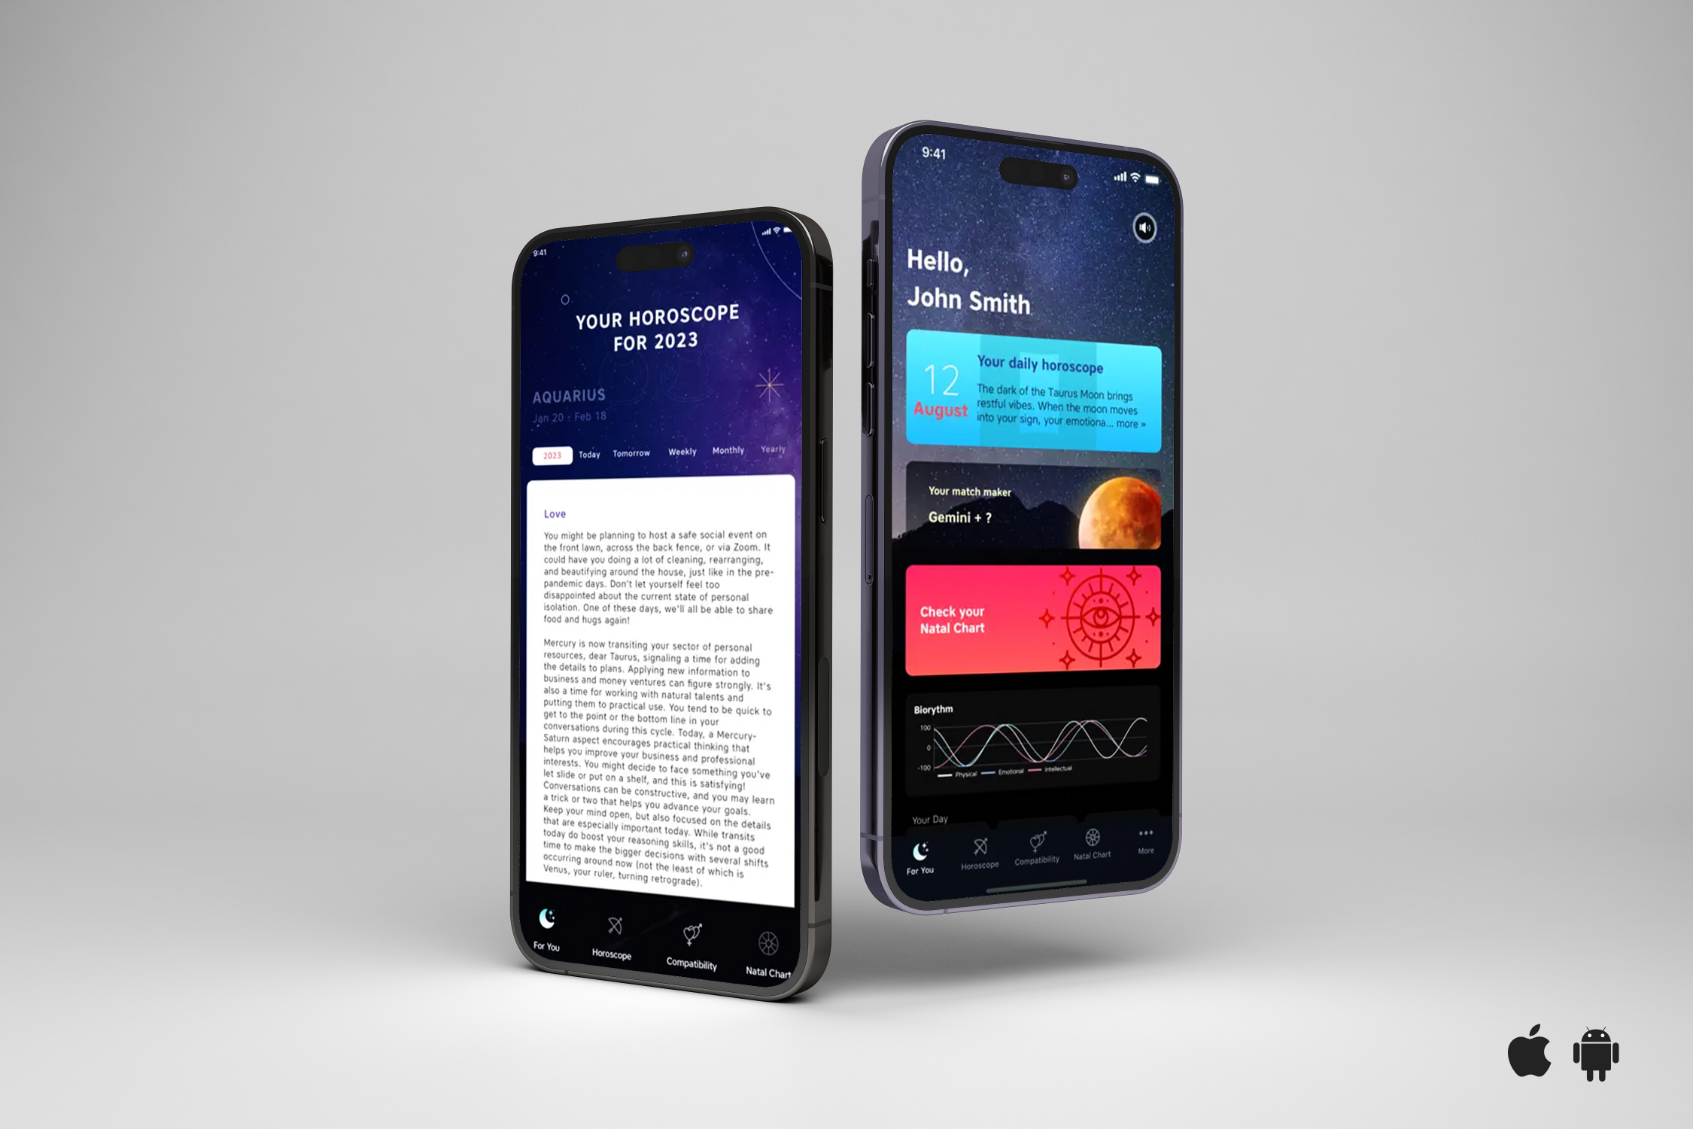 9:41
YOUR HOROSCOPE
FOR 2023
AQUARIUS
Jan 20 - Feb 18
2023 Today Tomorrow Weekly Monthly Yearly
Love
You might be planning to host a safe social event on
the front lawn, across the back fence, or via Zoom. It
could have you doing a lot of cleaning, rearranging,
and beautifying around the house, just like in the pre-
pandemic days. Don't let yourself feel too
disappointed about the current state of personal
isolation. One of these days, we'll all be able to share
food and hugs again!
Mercury is now transiting your sector of personal
resources, dear Taurus, signaling a time for adding
the details to plans. Applying new information to
business and money ventures can figure strongly. It's
also a time for working with natural talents and
putting them to practical use. You tend to be quick to
get to the point or the bottom line in your
conversations during this cycle. Today, a Mercury-
Saturn aspect encourages practical thinking that
helps you improve your business and professional
interests. You might decide to face something you've
let slide or put on a shelf, and this is satisfying!
Conversations can be constructive, and you may learn
a trick or two that helps you advance your goals.
Keep your mind open, but also focused on the details
that are especially important today. While transits
today do boost your reasoning skills, it's not a good
time to make the bigger decisions with several shifts
occurring around now (not the least of which is
Venus, your ruler, turning retrograde).
For You Horoscope Compatibility Natal Chart
9:41
Hello,
John Smith
12
August
Your daily horoscope
The dark of the Taurus Moon brings
restful vibes. When the moon moves
into your sign, your emotiona... more »
Your match maker
Gemini + ?
Check your
Natal Chart
Biorythm
100
0
-100
Physical Emotional Intellectual
Your Day
For You Horoscope Compatibility Natal Chart More